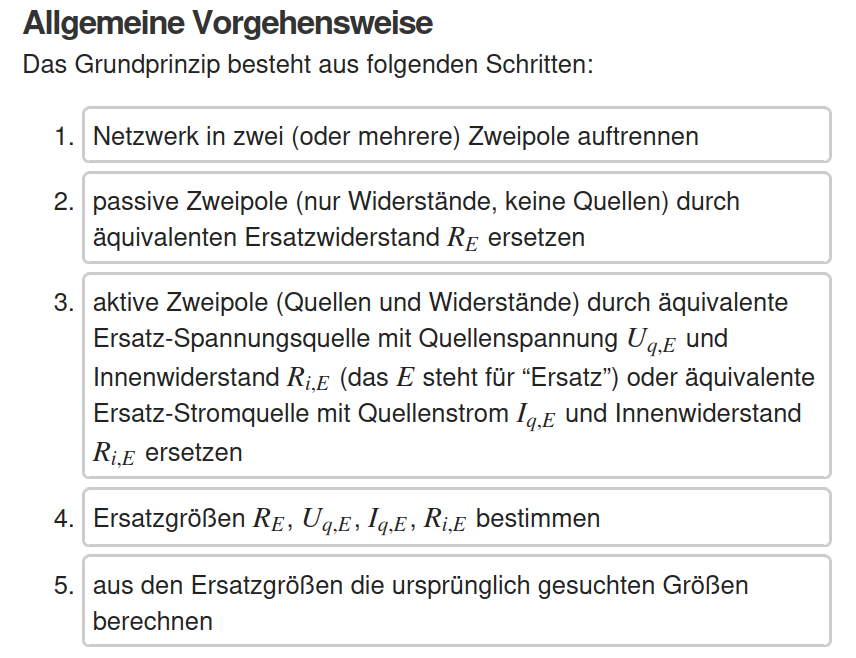 Allgemeine Vorgehensweise
Das Grundprinzip besteht aus folgenden Schritten:
1. Netzwerk in zwei (oder mehrere) Zweipole auftrennen
2. passive Zweipole (nur Widerstände, keine Quellen) durch
äquivalenten Ersatzwiderstand R_E ersetzen
3. aktive Zweipole (Quellen und Widerstände) durch äquivalente
Ersatz-Spannungsquelle mit Quellenspannung U_{q,E} und
Innenwiderstand R_{i,E} (das E steht für “Ersatz”) oder äquivalente
Ersatz-Stromquelle mit Quellenstrom I_{q,E} und Innenwiderstand
R_{i,E} ersetzen
4. Ersatzgrößen R_E, U_{q,E}, I_{q,E}, R_{i,E} bestimmen
5. aus den Ersatzgrößen die ursprünglich gesuchten Größen
berechnen